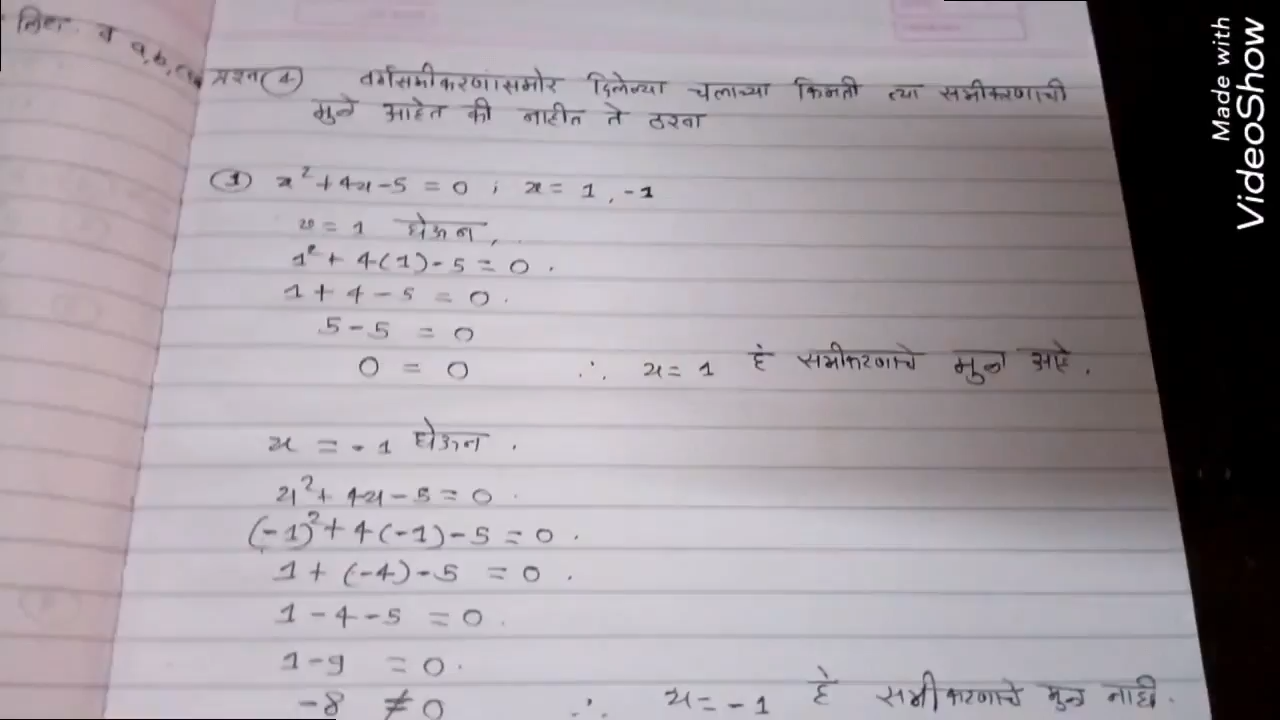 a, b,
प्रश्न (4) वर्गसमीकरणासमोर दिलेल्या चलाच्या किमती त्या समीकरणाची
मुळे आहेत की नाहीत ते ठरवा
(1) x² + 4x - 5 = 0 ; x = 1, -1
x = 1 घेऊन,
1² + 4(1) - 5 = 0.
1 + 4 - 5 = 0.
5 - 5 = 0
0 = 0 ∴ x = 1 हे समीकरणाचे मुळ आहे.
x = -1 घेऊन.
x² + 4x - 5 = 0.
(-1)² + 4(-1) - 5 = 0.
1 + (-4) - 5 = 0.
1 - 4 - 5 = 0.
1 - 9 = 0.
-8 ≠ 0 ∴ x = -1 हे समीकरणाचे मुळ नाही.
Made with
VideoShow